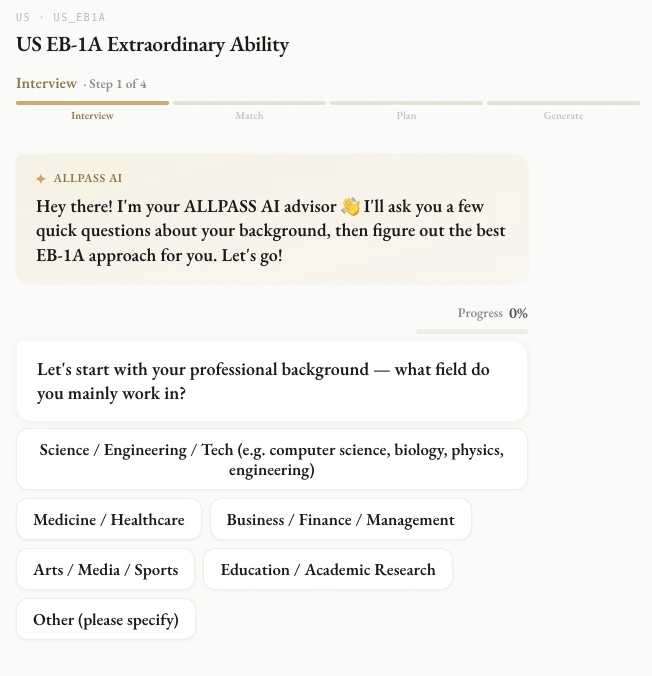 US · US_EB1A
US EB-1A Extraordinary Ability
Interview · Step 1 of 4
Interview Match Plan Generate
ALLPASS AI
Hey there! I'm your ALLPASS AI advisor 👋 I'll ask you a few
quick questions about your background, then figure out the best
EB-1A approach for you. Let's go!
Progress 0%
Let's start with your professional background — what field do
you mainly work in?
Science / Engineering / Tech (e.g. computer science, biology, physics,
engineering)
Medicine / Healthcare
Business / Finance / Management
Arts / Media / Sports
Education / Academic Research
Other (please specify)